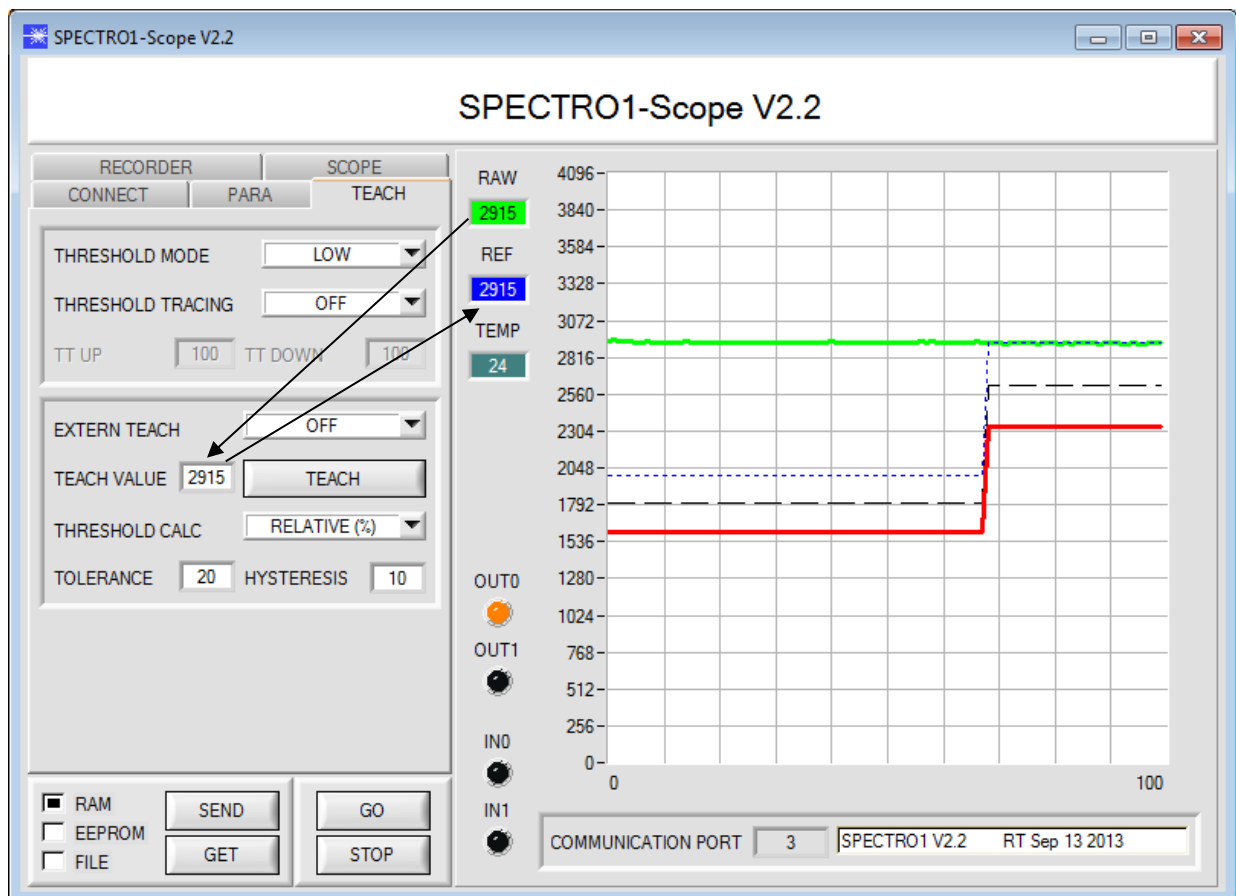 SPECTRO1-Scope V2.2
SPECTRO1-Scope V2.2
RECORDER SCOPE
CONNECT PARA TEACH
THRESHOLD MODE LOW
THRESHOLD TRACING OFF
TT UP 100 TT DOWN 100
EXTERN TEACH OFF
TEACH VALUE 2915 TEACH
THRESHOLD CALC RELATIVE (%)
TOLERANCE 20 HYSTERESIS 10
RAM
EEPROM
FILE
SEND
GET
GO
STOP
RAW
2915
REF
2915
TEMP
24
OUT0
OUT1
IN0
IN1
4096
3840
3584
3328
3072
2816
2560
2304
2048
1792
1536
1280
1024
768
512
256
0
0 100
COMMUNICATION PORT 3 SPECTRO1 V2.2 RT Sep 13 2013